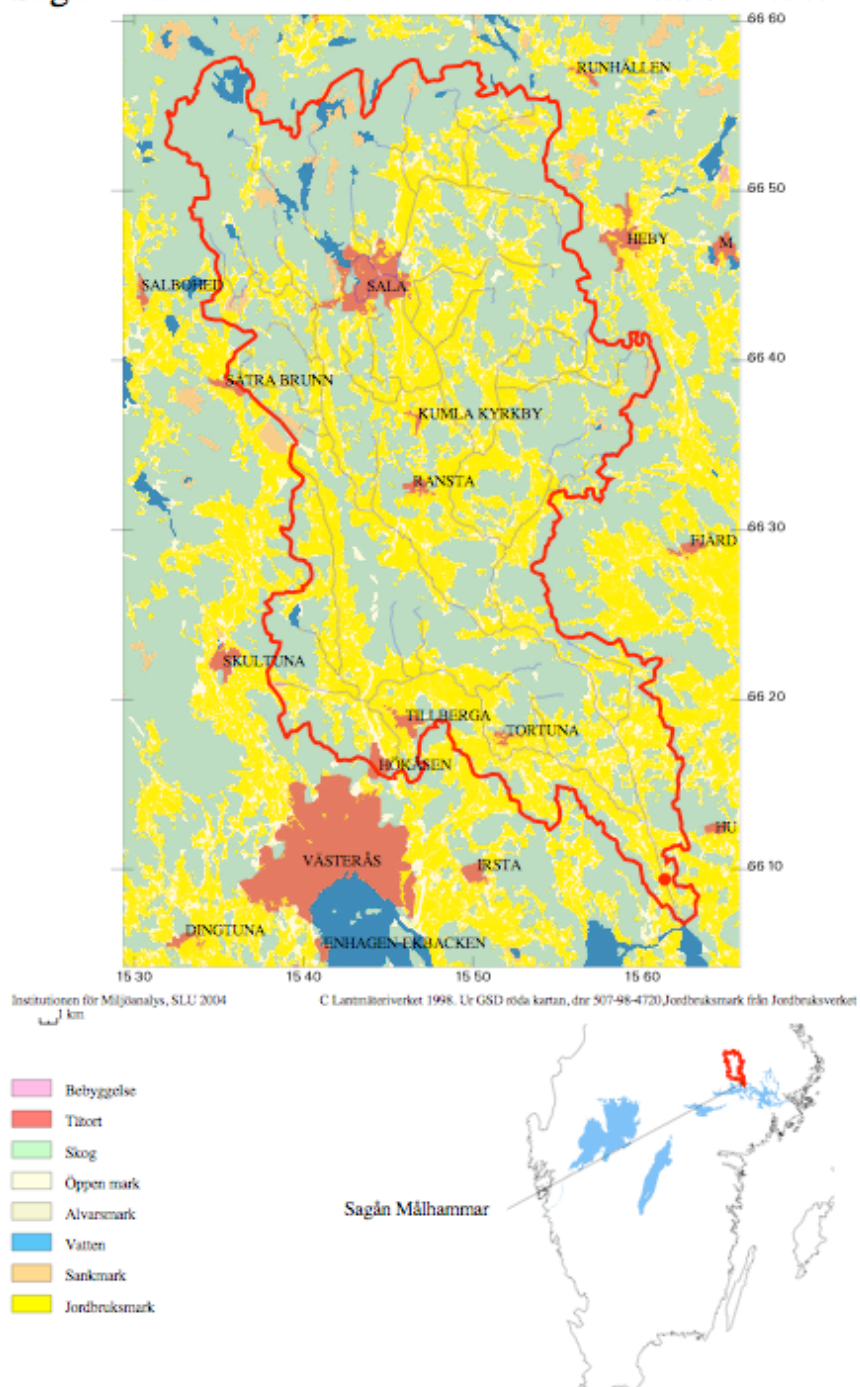 66 60
RUNHÄLLEN
66 50
HEBY
M
SALBOHED
SALA
66 40
SÄTRA BRUNN
KUMLA KYRKBY
RANSTA
66 30
FJÄRD
SKULTUNA
66 20
TILLBERGA
TORTUNA
HÖKÅSEN
HU
VÄSTERÅS
IRSTA
66 10
DINGTUNA
ENHAGEN-EKBACKEN
15 30 15 40 15 50 15 60
Institutionen för Miljöanalys, SLU 2004 C Lantmäteriverket 1998. Ur GSD röda kartan, dnr 507-98-4720,Jordbruksmark från Jordbruksverket
1 km
Bebyggelse
Tätort
Skog
Öppen mark
Alvarsmark
Vatten
Sankmark
Jordbruksmark
Sagån Målhammar